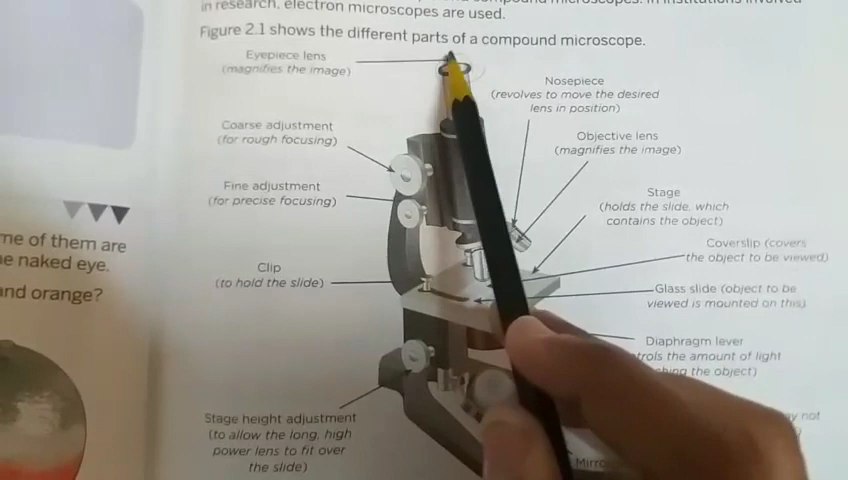 in research, electron microscopes are used.
Figure 2.1 shows the different parts of a compound microscope.
Eyepiece lens
(magnifies the image)
Nosepiece
(revolves to move the desired
lens in position)
Coarse adjustment
(for rough focusing)
Objective lens
(magnifies the image)
Fine adjustment
(for precise focusing)
Stage
(holds the slide, which
contains the object)
Coverslip (covers
the object to be viewed)
Clip
(to hold the slide)
Glass slide (object to be
viewed is mounted on this)
Diaphragm lever
trols the amount of light
the object)
Stage height adjustment
(to allow the long, high
power lens to fit over
the slide)
not
Mirro
me of them are
e naked eye.
and orange?